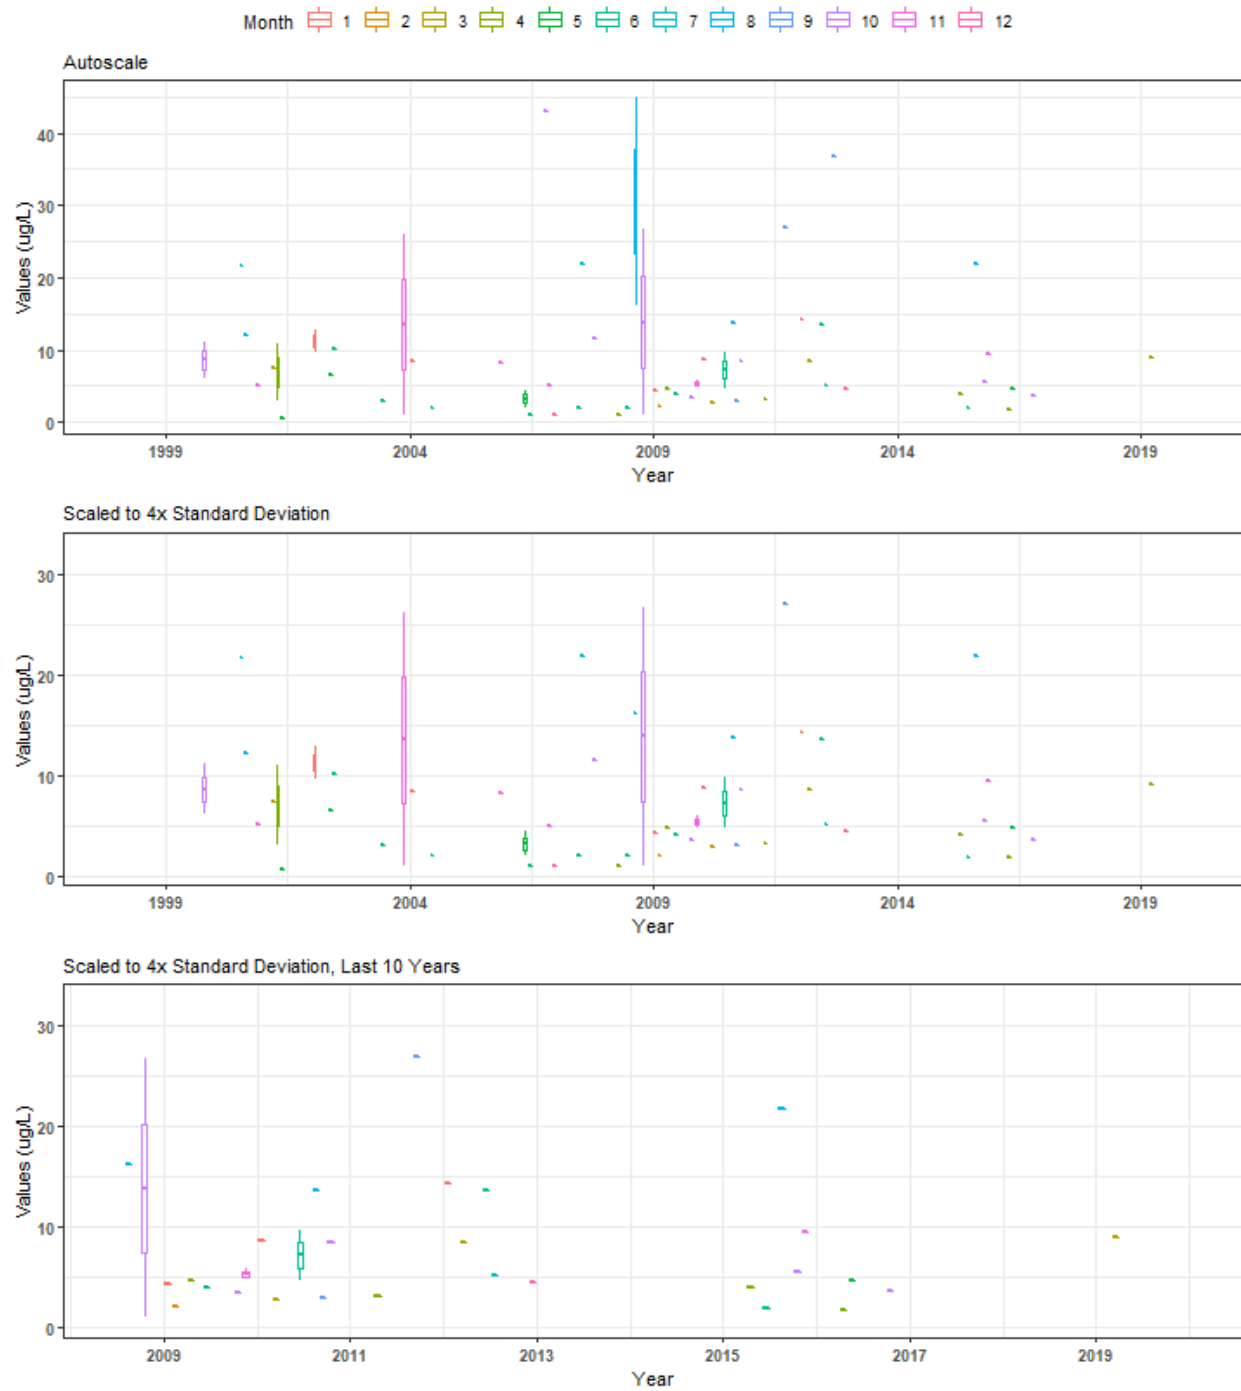 Month 1 2 3 4 5 6 7 8 9 10 11 12
Autoscale
Values (ug/L)
40
30
20
10
0
1999 2004 2009 2014 2019
Year
Scaled to 4x Standard Deviation
Values (ug/L)
30
20
10
0
1999 2004 2009 2014 2019
Year
Scaled to 4x Standard Deviation, Last 10 Years
Values (ug/L)
30
20
10
0
2009 2011 2013 2015 2017 2019
Year